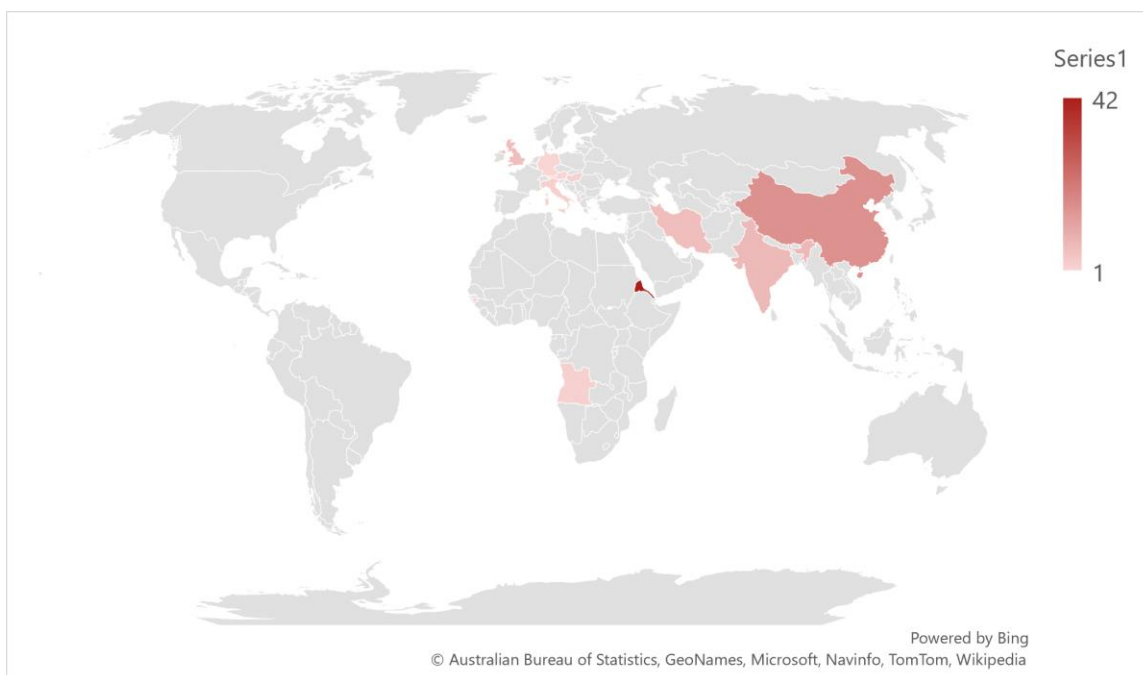 Series1
42
1
Powered by Bing
© Australian Bureau of Statistics, GeoNames, Microsoft, Navinfo, TomTom, Wikipedia